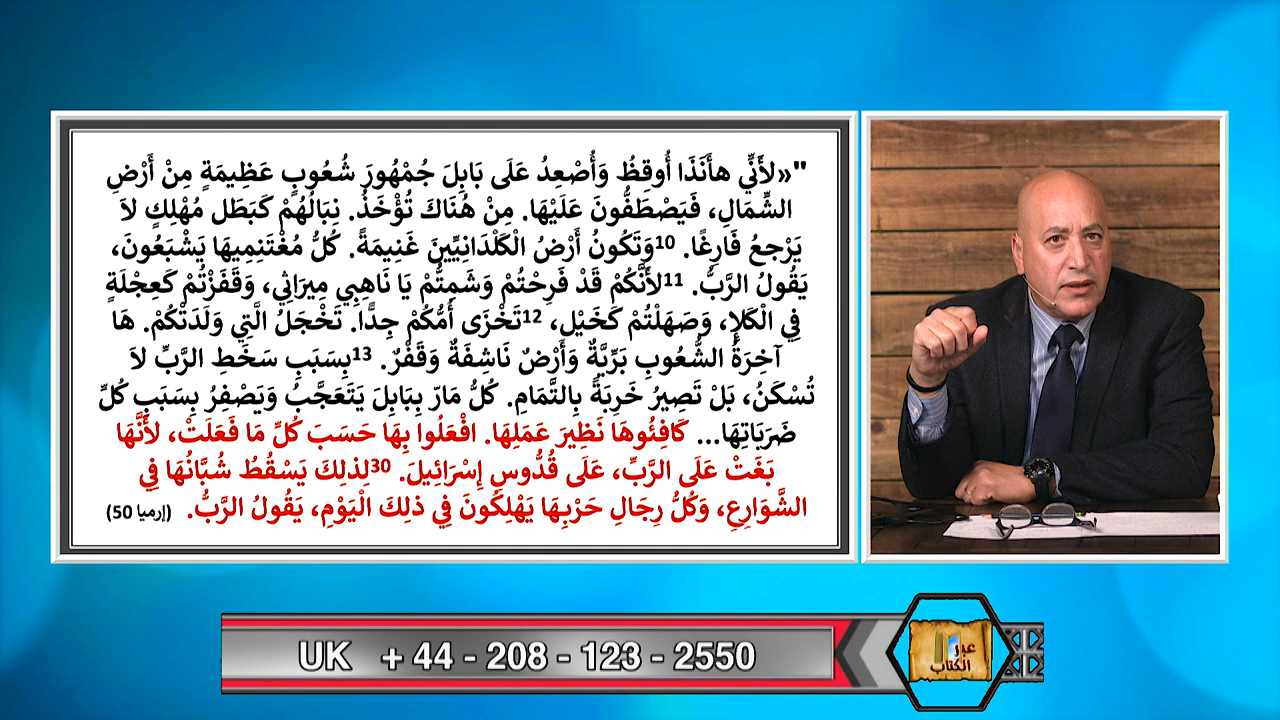 "«لأَنِّي هأَنَذَا أُوقِظُ وَأُصْعِدُ عَلَى بَابِلَ جُمْهُورَ شُعُوبٍ عَظِيمَةٍ مِنْ أَرْضِ
الشِّمَالِ، فَيَصْطَفُّونَ عَلَيْهَا. مِنْ هُنَاكَ تُؤْخَذُ. نِبَالُهُمْ كَبَطَل مُهْلِكٍ لاَ
يَرْجعُ فَارِغًا. 10وَتَكُونُ أَرْضُ الْكَلْدَانِيِّينَ غَنِيمَةً. كُلُّ مُغْتَنِمِيهَا يَشْبَعُونَ،
يَقُولُ الرَّبُّ. 11لأَنَّكُمْ قَدْ فَرِحْتُمْ وَشَمِتُّمْ يَا نَاهِبِي مِيرَاثِي، وَقَفَزْتُمْ كَعِجْلَةٍ
فِي الْكَلإِ، وَصَهَلْتُمْ كَخَيْل، 12تَخْزَى أُمُّكُمْ جِدًّا. تَخْجَلُ الَّتِي وَلَدَتْكُمْ. هَا
آخِرَةُ الشُّعُوبِ بَرِّيَّةٌ وَأَرْضٌ نَاشِفَةٌ وَقَفْرٌ. 13بِسَبَبِ سَخَطِ الرَّبِّ لاَ
تُسْكَنُ، بَلْ تَصِيرُ خَرِبَةً بِالتَّمَامِ. كُلُّ مَارّ بِبَابِلَ يَتَعَجَّبُ وَيَصْفِرُ بِسَبَبِ كُلِّ
ضَرَبَاتِهَا... كَافِئُوهَا نَظِيرَ عَمَلِهَا. افْعَلُوا بِهَا حَسَبَ كُلِّ مَا فَعَلَتْ، لأَنَّهَا
بَغَتْ عَلَى الرَّبِّ، عَلَى قُدُّوسِ إِسْرَائِيلَ. 30لِذلِكَ يَسْقُطُ شُبَّانُهَا فِي
الشَّوَارِعِ، وَكُلُّ رِجَالِ حَرْبِهَا يَهْلِكُونَ فِي ذلِكَ الْيَوْمِ، يَقُولُ الرَّبُّ. (إرميا 50)
UK + 44 - 208 - 123 - 2550
عبر
الكتاب